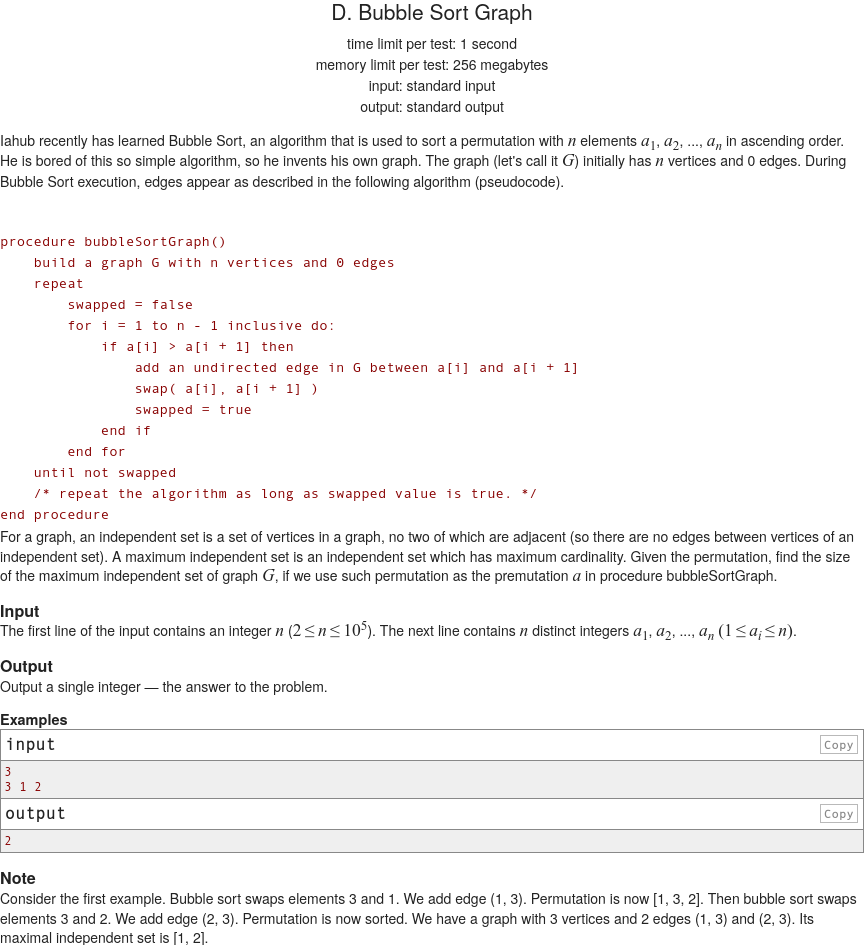 D. Bubble Sort Graph
time limit per test: 1 second
memory limit per test: 256 megabytes
input: standard input
output: standard output
Iahub recently has learned Bubble Sort, an algorithm that is used to sort a permutation with n elements a1, a2, ..., an in ascending order.
He is bored of this so simple algorithm, so he invents his own graph. The graph (let's call it G) initially has n vertices and 0 edges. During
Bubble Sort execution, edges appear as described in the following algorithm (pseudocode).
procedure bubbleSortGraph()
    build a graph G with n vertices and 0 edges
    repeat
        swapped = false
        for i = 1 to n - 1 inclusive do:
            if a[i] > a[i + 1] then
                add an undirected edge in G between a[i] and a[i + 1]
                swap( a[i], a[i + 1] )
                swapped = true
            end if
        end for
    until not swapped
    /* repeat the algorithm as long as swapped value is true. */
end procedure
For a graph, an independent set is a set of vertices in a graph, no two of which are adjacent (so there are no edges between vertices of an
independent set). A maximum independent set is an independent set which has maximum cardinality. Given the permutation, find the size
of the maximum independent set of graph G, if we use such permutation as the premutation a in procedure bubbleSortGraph.
Input
The first line of the input contains an integer n (2 ≤ n ≤ 10^5). The next line contains n distinct integers a1, a2, ..., an (1 ≤ ai ≤ n).
Output
Output a single integer — the answer to the problem.
Examples
input
Copy
3
3 1 2
output
Copy
2
Note
Consider the first example. Bubble sort swaps elements 3 and 1. We add edge (1, 3). Permutation is now [1, 3, 2]. Then bubble sort swaps
elements 3 and 2. We add edge (2, 3). Permutation is now sorted. We have a graph with 3 vertices and 2 edges (1, 3) and (2, 3). Its
maximal independent set is [1, 2].